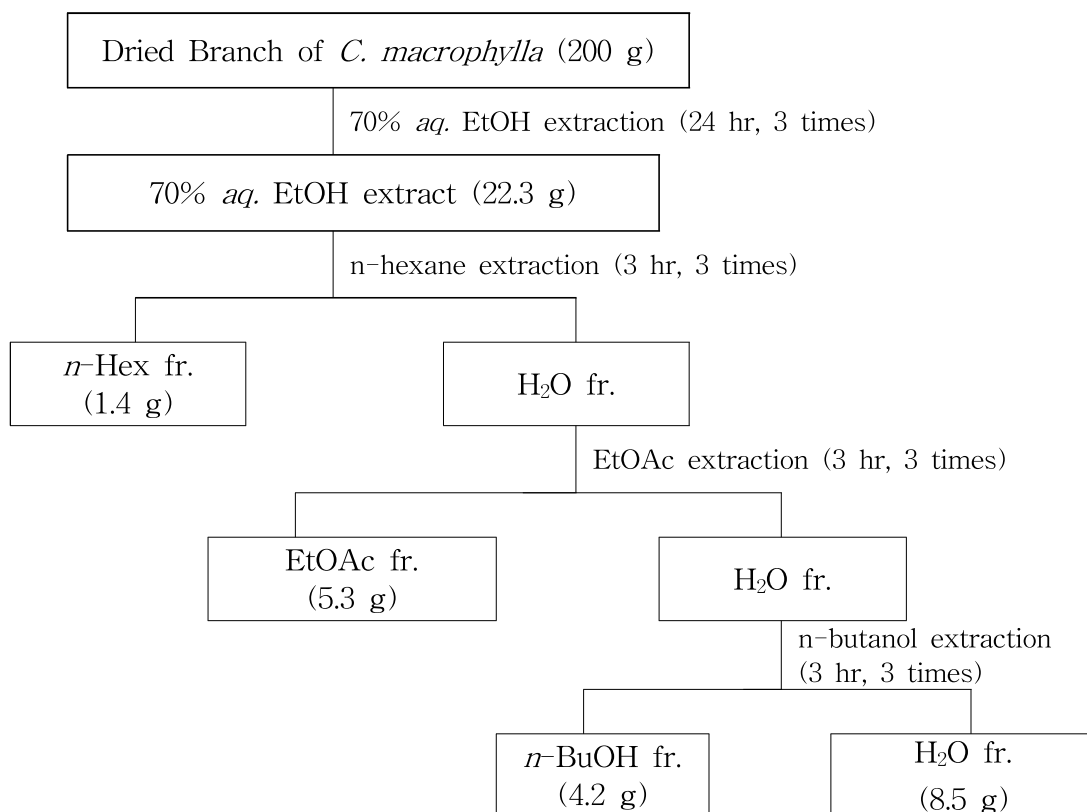 Dried Branch of C. macrophylla (200 g)
70% aq. EtOH extraction (24 hr, 3 times)
70% aq. EtOH extract (22.3 g)
n-hexane extraction (3 hr, 3 times)
n-Hex fr.
(1.4 g)
H₂O fr.
EtOAc extraction (3 hr, 3 times)
EtOAc fr.
(5.3 g)
H₂O fr.
n-butanol extraction
(3 hr, 3 times)
n-BuOH fr.
(4.2 g)
H₂O fr.
(8.5 g)